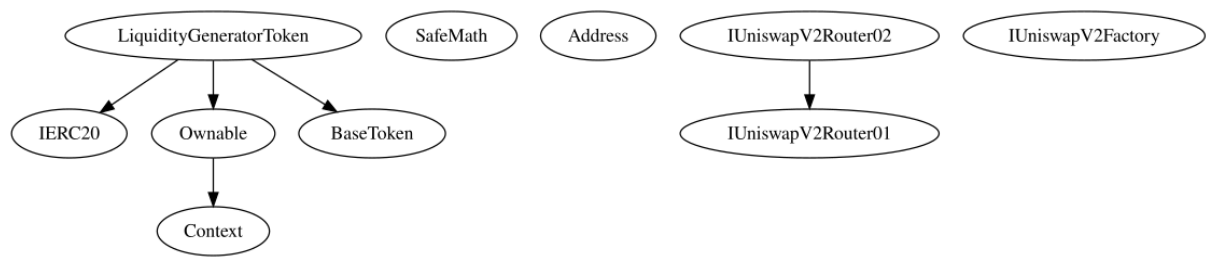 LiquidityGeneratorToken
SafeMath
Address
IUniswapV2Router02
IUniswapV2Factory
IERC20
Ownable
BaseToken
IUniswapV2Router01
Context